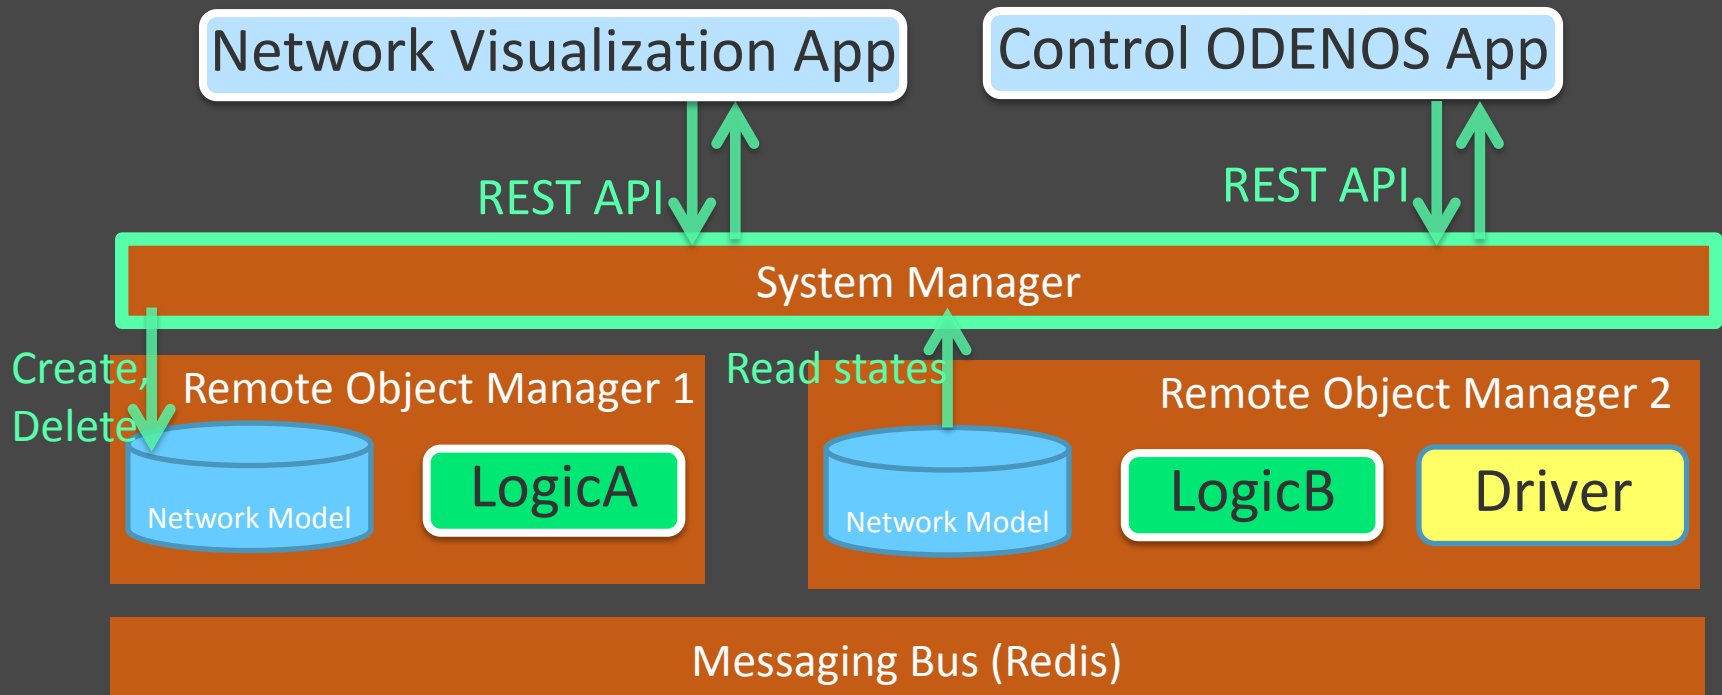 Network Visualization App
Control ODENOS App
REST API
REST API
System Manager
Create,
Delete
Read states
Remote Object Manager 1
Remote Object Manager 2
Network Model
LogicA
Network Model
LogicB
Driver
Messaging Bus (Redis)